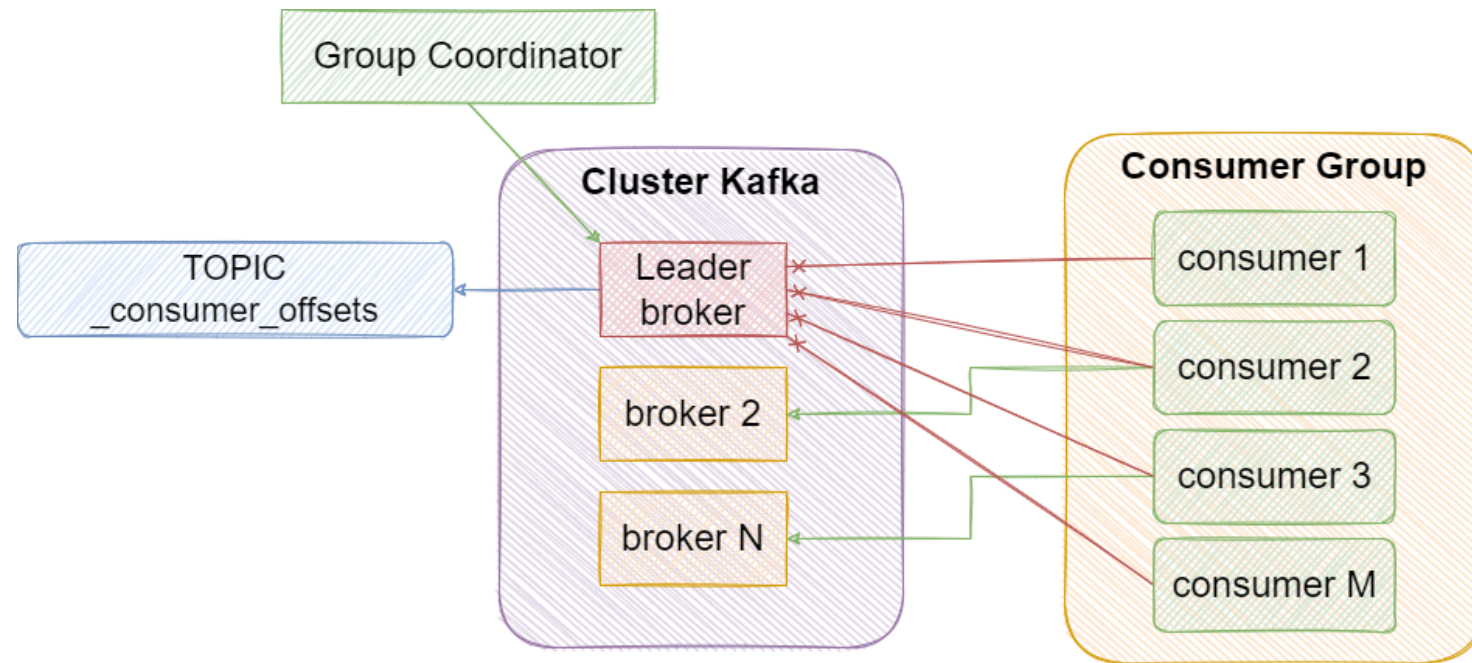 Group Coordinator
Cluster Kafka
Consumer Group
TOPIC
_consumer_offsets
Leader
broker
broker 2
broker N
consumer 1
consumer 2
consumer 3
consumer M